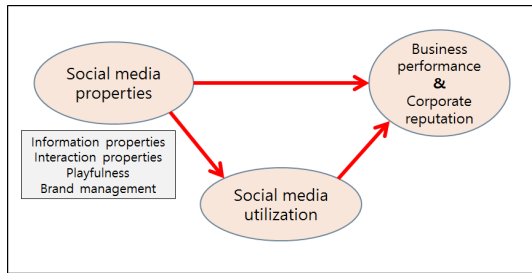 Social media
properties
Business
performance
&
Corporate
reputation
Information properties
Interaction properties
Playfulness
Brand management
Social media
utilization